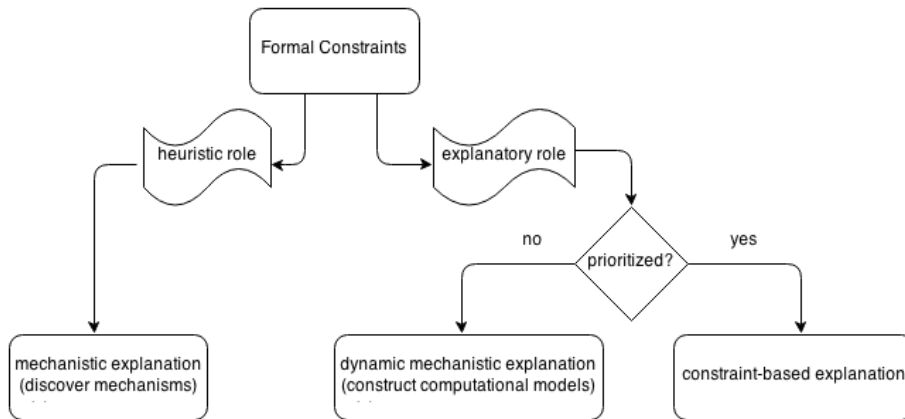 Formal Constraints
heuristic role
explanatory role
no
yes
prioritized?
mechanistic explanation
(discover mechanisms)
dynamic mechanistic explanation
(construct computational models)
constraint-based explanation